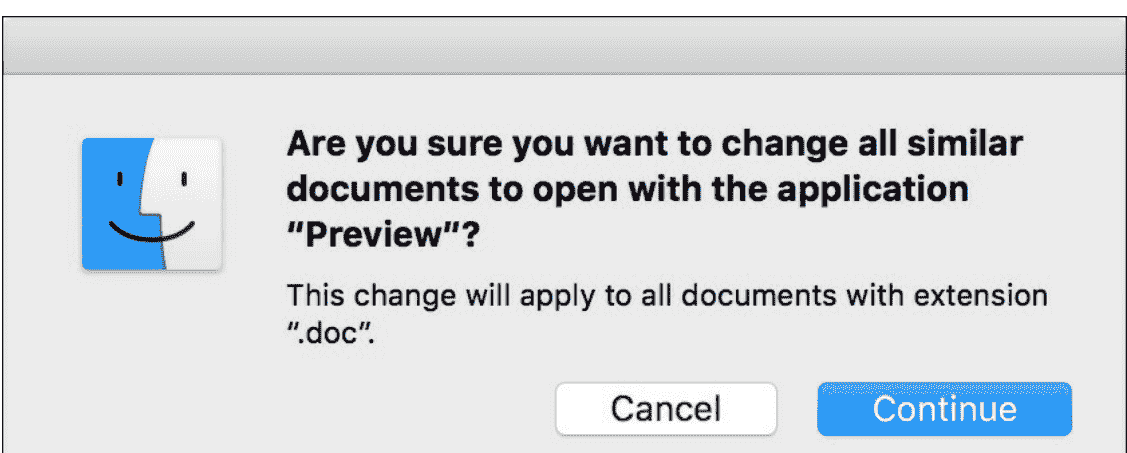 Are you sure you want to change all similar
documents to open with the application
“Preview”?
This change will apply to all documents with extension
“.doc”.
Cancel
Continue